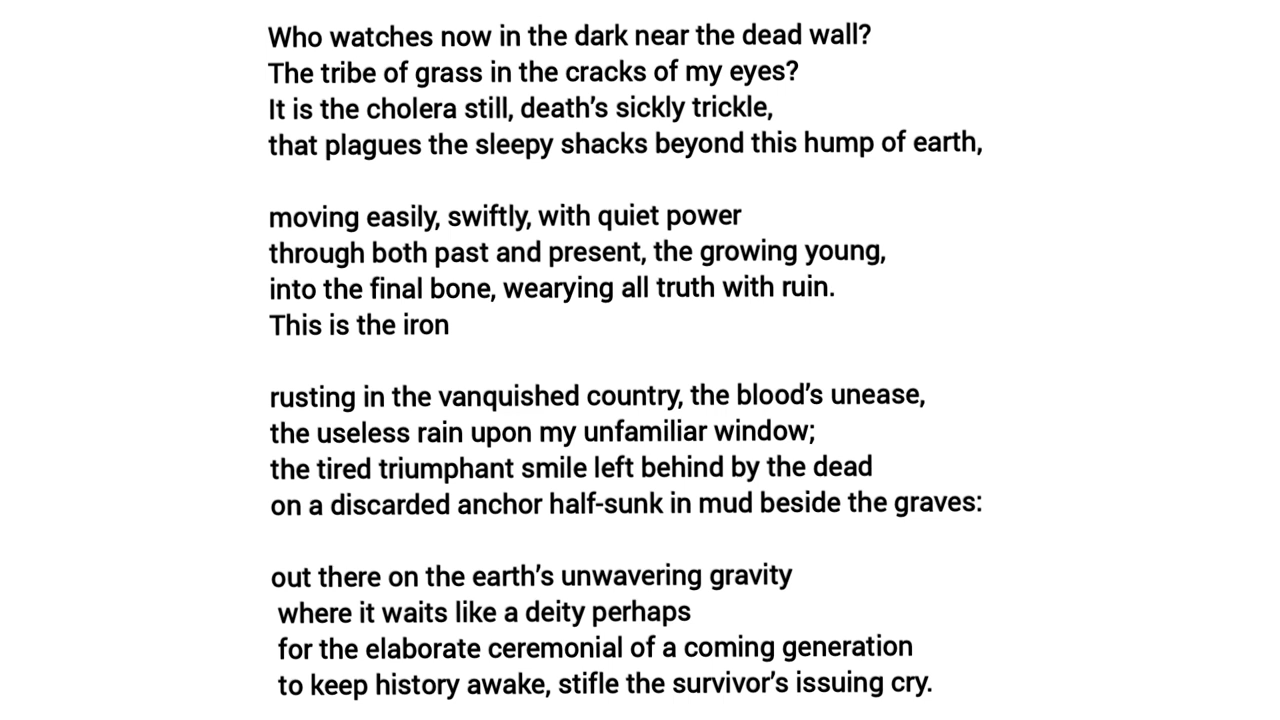 Who watches now in the dark near the dead wall?
The tribe of grass in the cracks of my eyes?
It is the cholera still, death's sickly trickle,
that plagues the sleepy shacks beyond this hump of earth,
moving easily, swiftly, with quiet power
through both past and present, the growing young,
into the final bone, wearying all truth with ruin.
This is the iron
rusting in the vanquished country, the blood's unease,
the useless rain upon my unfamiliar window;
the tired triumphant smile left behind by the dead
on a discarded anchor half-sunk in mud beside the graves:
out there on the earth's unwavering gravity
where it waits like a deity perhaps
for the elaborate ceremonial of a coming generation
to keep history awake, stifle the survivor's issuing cry.